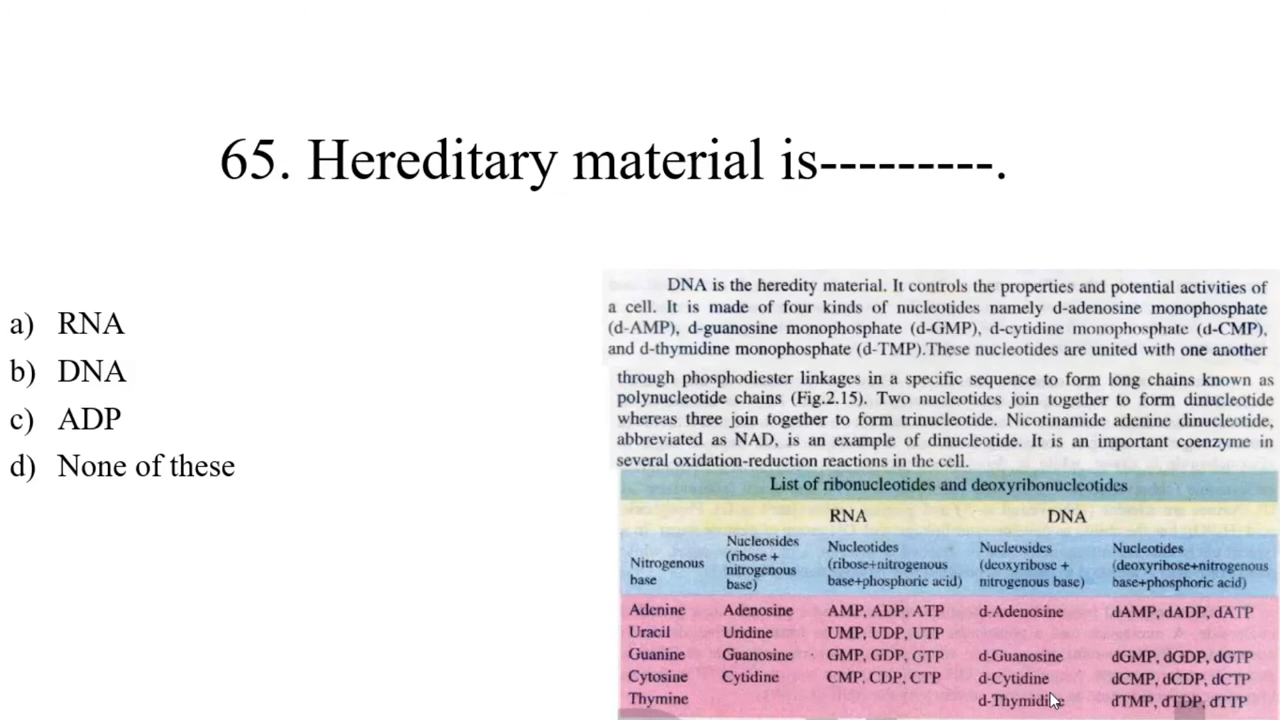 65. Hereditary material is---------.
a) RNA
b) DNA
c) ADP
d) None of these
DNA is the heredity material. It controls the properties and potential activities of
a cell. It is made of four kinds of nucleotides namely d-adenosine monophosphate
(d-AMP), d-guanosine monophosphate (d-GMP), d-cytidine monophosphate (d-CMP),
and d-thymidine monophosphate (d-TMP).These nucleotides are united with one another
through phosphodiester linkages in a specific sequence to form long chains known as
polynucleotide chains (Fig.2.15). Two nucleotides join together to form dinucleotide
whereas three join together to form trinucleotide. Nicotinamide adenine dinucleotide,
abbreviated as NAD, is an example of dinucleotide. It is an important coenzyme in
several oxidation-reduction reactions in the cell.
List of ribonucleotides and deoxyribonucleotides
RNA DNA
Nitrogenous base Nucleosides (ribose + nitrogenous base) Nucleotides (ribose+nitrogenous base+phosphoric acid) Nucleosides (deoxyribose + nitrogenous base) Nucleotides (deoxyribose+nitrogenous base+phosphoric acid)
Adenine Adenosine AMP, ADP, ATP d-Adenosine dAMP, dADP, dATP
Uracil Uridine UMP, UDP, UTP
Guanine Guanosine GMP, GDP, GTP d-Guanosine dGMP, dGDP, dGTP
Cytosine Cytidine CMP, CDP, CTP d-Cytidine dCMP, dCDP, dCTP
Thymine d-Thymidine dTMP, dTDP, dTTP